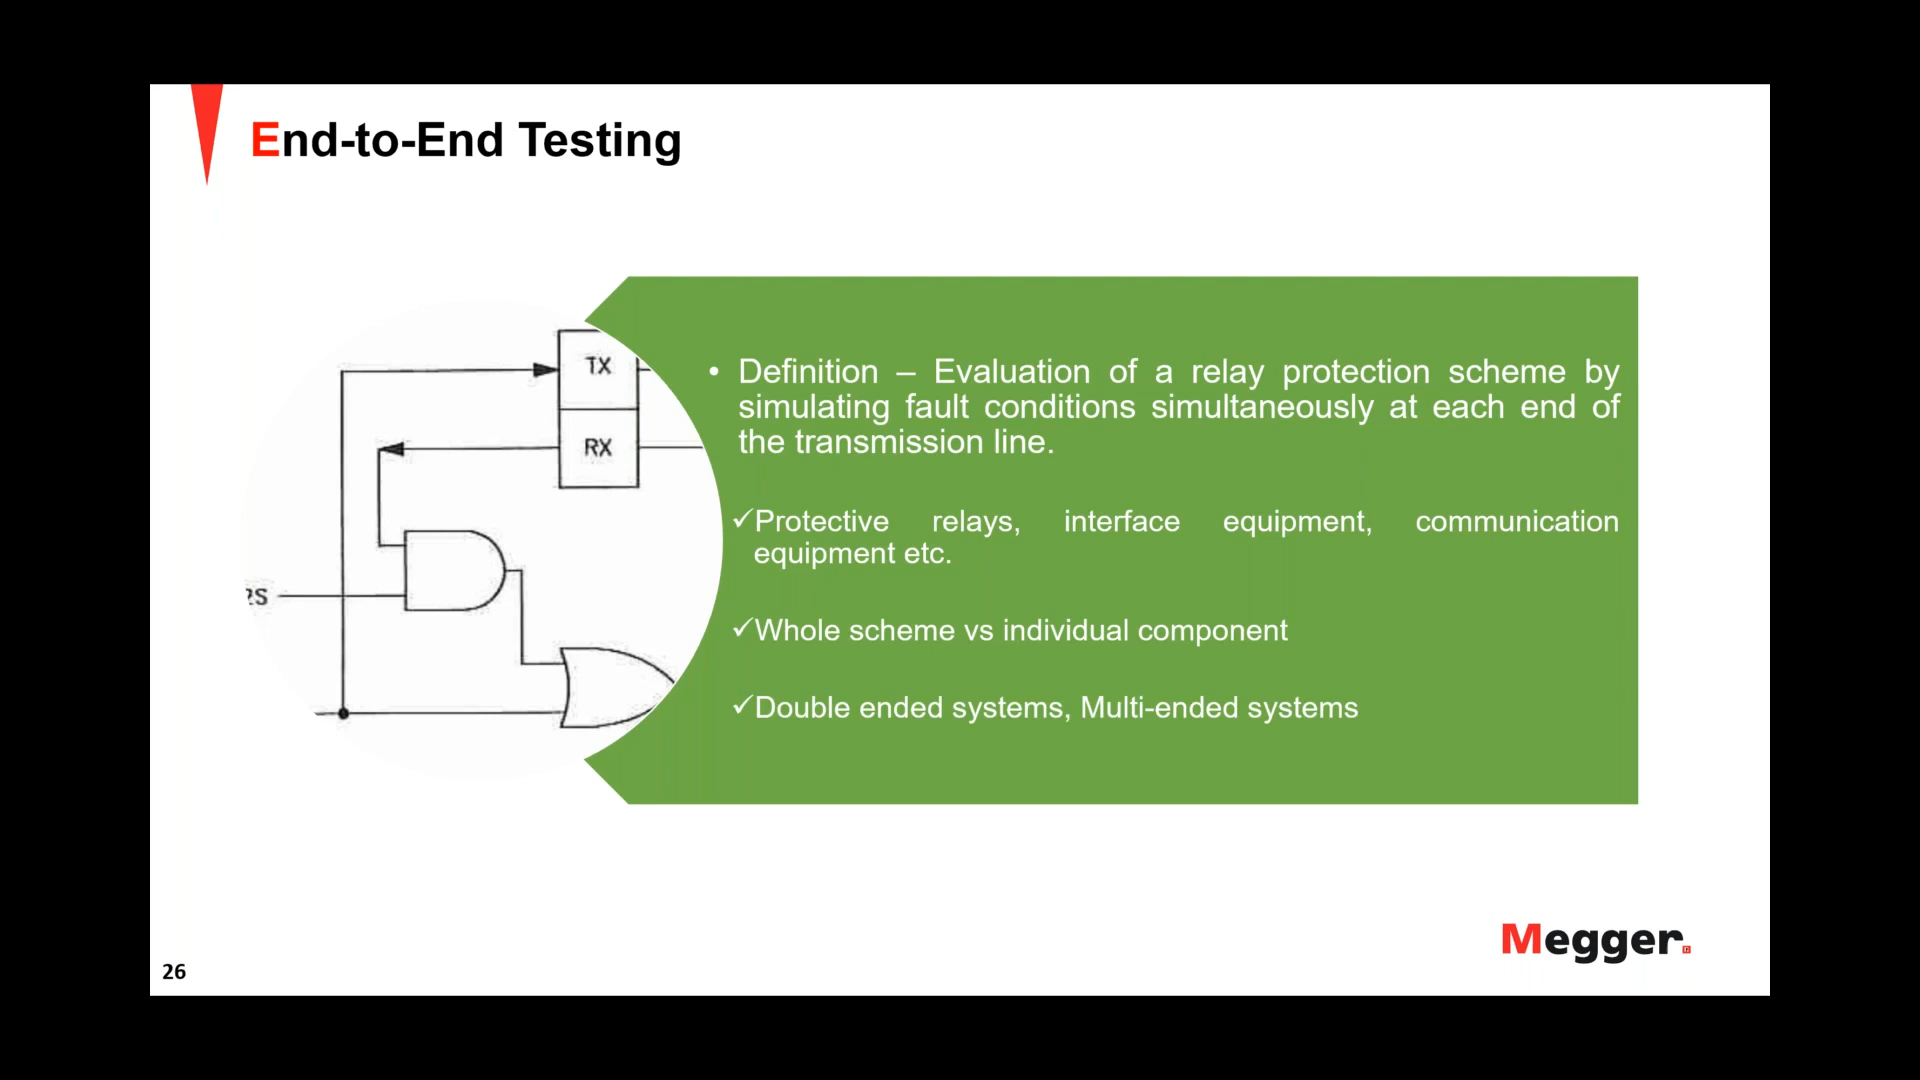 End-to-End Testing
TX
RX
• Definition – Evaluation of a relay protection scheme by
simulating fault conditions simultaneously at each end of
the transmission line.
✓Protective relays, interface equipment, communication
equipment etc.
✓Whole scheme vs individual component
✓Double ended systems, Multi-ended systems
Megger.
26